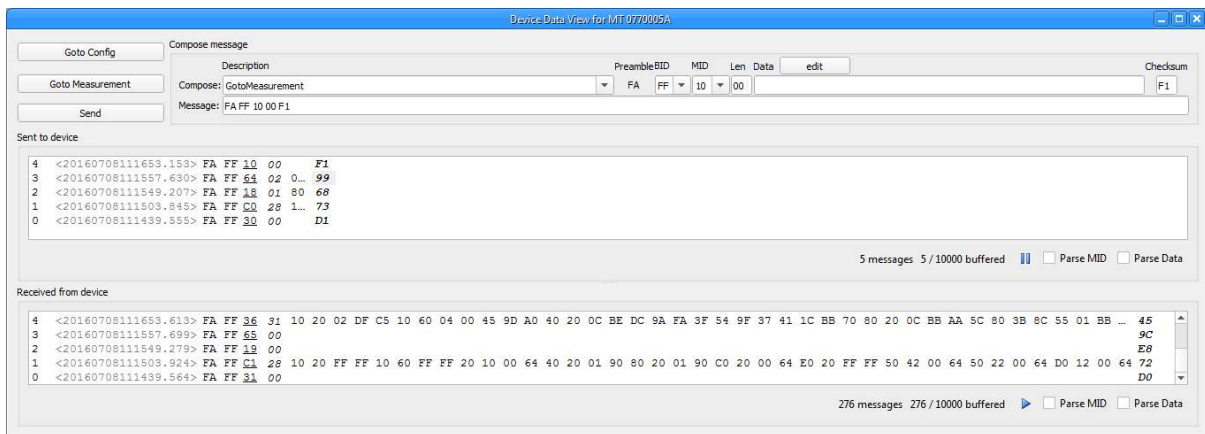 Device Data View for MT 0770005A
Goto Config
Compose message
Description Preamble BID MID Len Data edit Checksum
Goto Measurement Compose: GotoMeasurement FA FF 10 00 F1
Send Message: FA FF 10 00 F1
Sent to device
4 <20160708111653.153> FA FF 10 00 F1
3 <20160708111557.630> FA FF 64 02 0... 99
2 <20160708111549.207> FA FF 18 01 80 68
1 <20160708111503.845> FA FF C0 28 1... 73
0 <20160708111439.555> FA FF 30 00 D1
5 messages 5 / 10000 buffered Parse MID Parse Data
Received from device
4 <20160708111653.613> FA FF 36 31 10 20 02 DF C5 10 60 04 00 45 9D A0 40 20 0C BE DC 9A FA 3F 54 9F 37 41 1C BB 70 80 20 0C BB AA 5C 80 3B 8C 55 01 BB ... 45
3 <20160708111557.699> FA FF 65 00 9C
2 <20160708111549.279> FA FF 19 00 E8
1 <20160708111503.924> FA FF C1 28 10 20 FF FF 10 60 FF FF 20 10 00 64 40 20 01 90 80 20 01 90 C0 20 00 64 E0 20 FF FF 50 42 00 64 50 22 00 64 D0 12 00 64 72
0 <20160708111439.564> FA FF 31 00 D0
276 messages 276 / 10000 buffered Parse MID Parse Data